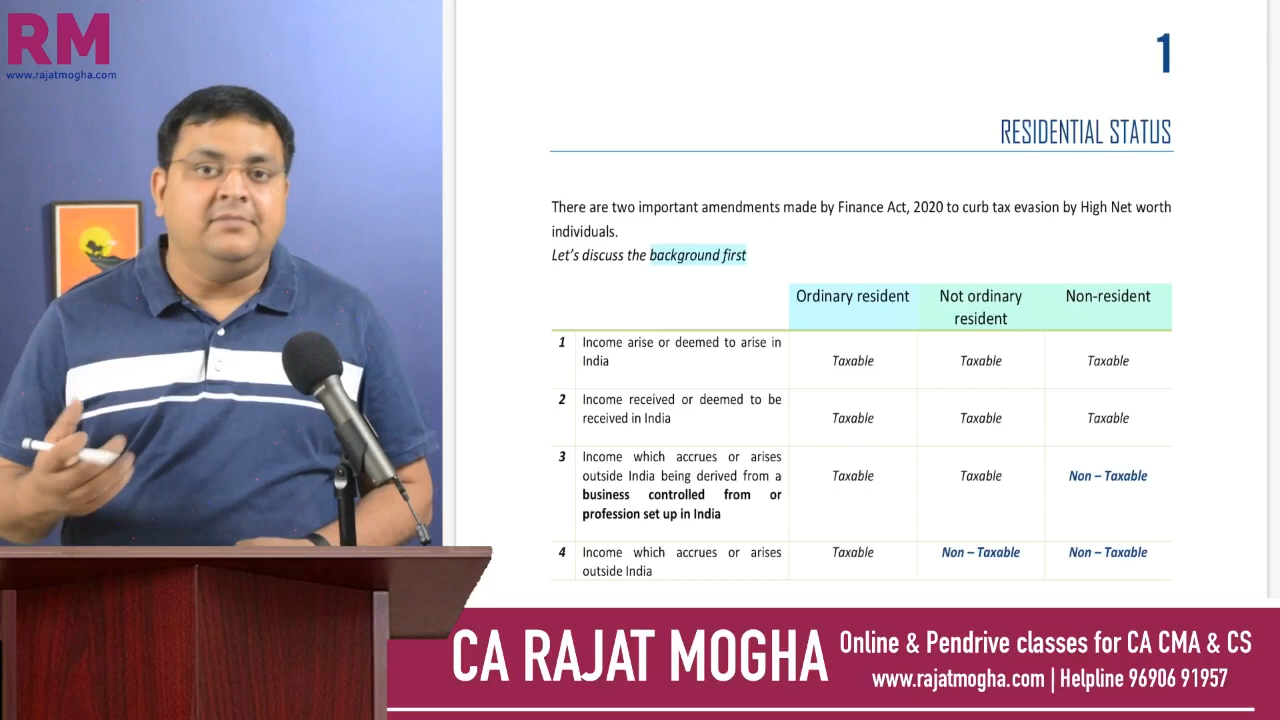 RM
www.rajatmogha.com
1
RESIDENTIAL STATUS
There are two important amendments made by Finance Act, 2020 to curb tax evasion by High Net worth
individuals.
Let's discuss the background first
Ordinary resident
Not ordinary
resident
Non-resident
1
Income arise or deemed to arise in
India
Taxable
Taxable
Taxable
2
Income received or deemed to be
received in India
Taxable
Taxable
Taxable
3
Income which accrues or arises
outside India being derived from a
business controlled from or
profession set up in India
Taxable
Taxable
Non – Taxable
4
Income which accrues or arises
outside India
Taxable
Non – Taxable
Non – Taxable
CA RAJAT MOGHA
Online & Pendrive classes for CA CMA & CS
www.rajatmogha.com | Helpline 96906 91957